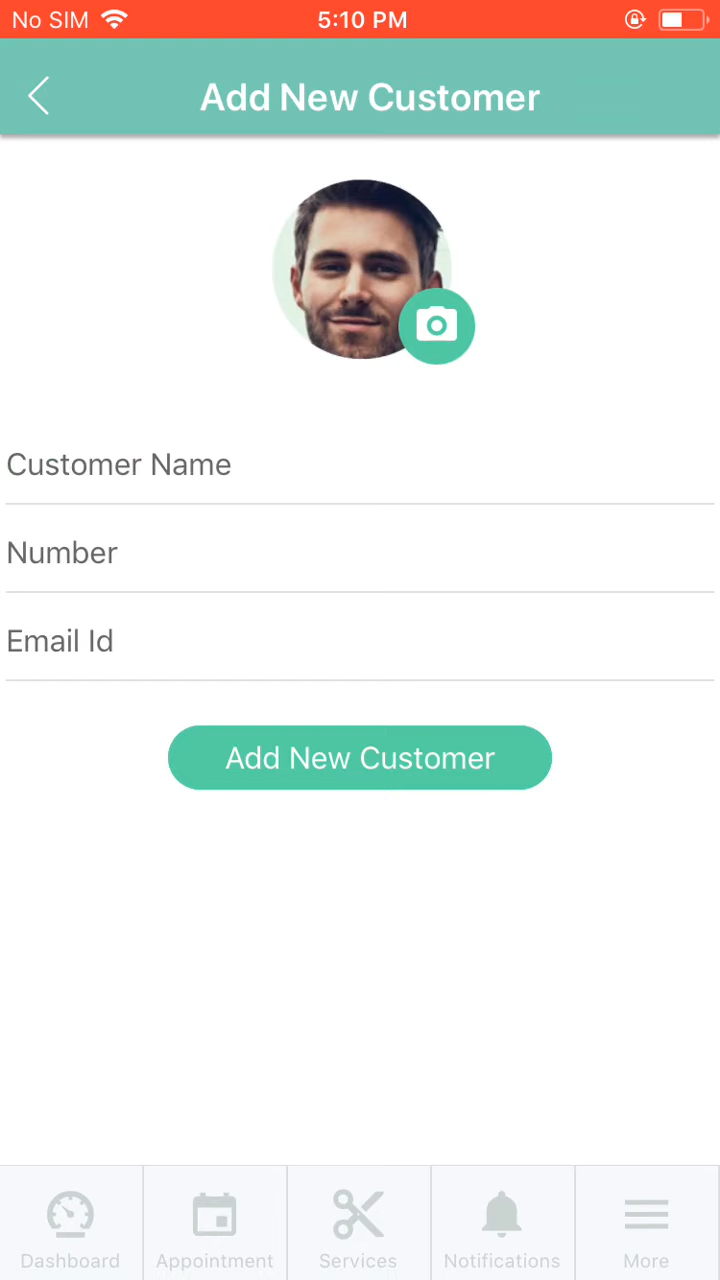 No SIM 5:10 PM
Add New Customer
Customer Name
Number
Email Id
Add New Customer
Dashboard Appointment Services Notifications More